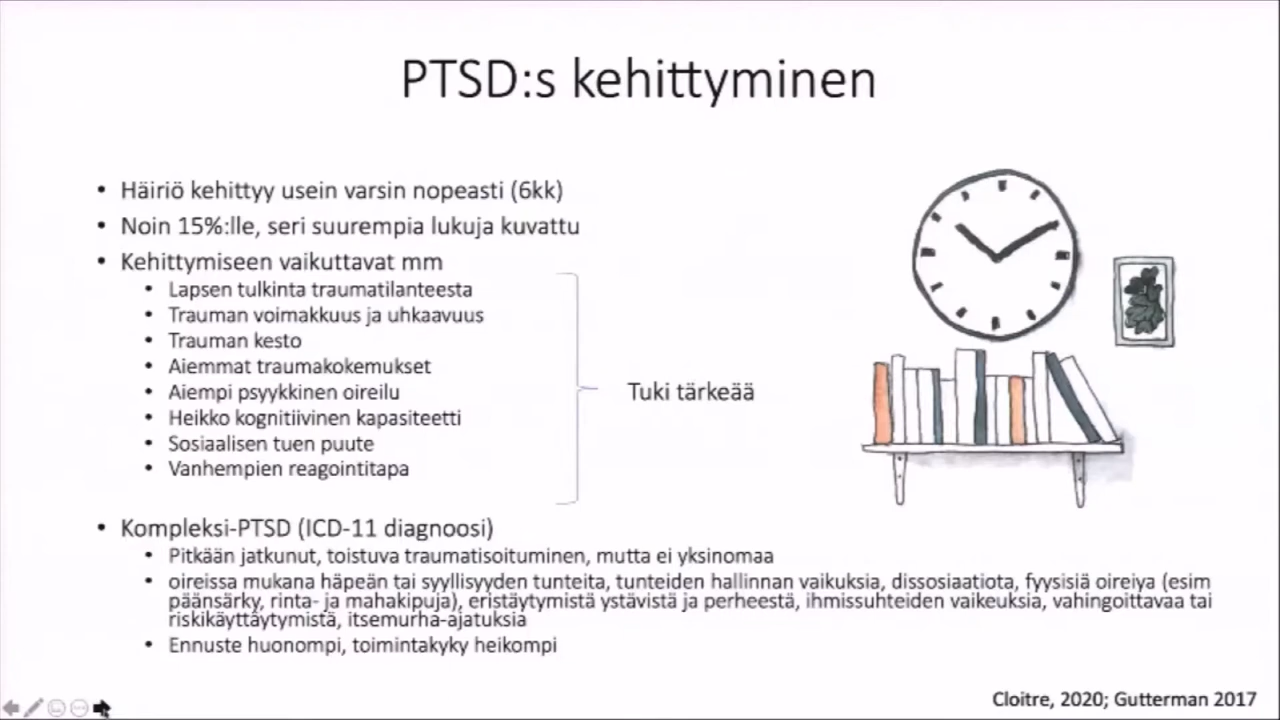 PTSD:s kehittyminen
• Häiriö kehittyy usein varsin nopeasti (6kk)
• Noin 15%:lle, seri suurempia lukuja kuvattu
• Kehittymiseen vaikuttavat mm
• Lapsen tulkinta traumatilanteesta
• Trauman voimakkuus ja uhkaavuus
• Trauman kesto
• Aiemmat traumakokemukset
• Aiempi psyykkinen oireilu
• Heikko kognitiivinen kapasiteetti
• Sosiaalisen tuen puute
• Vanhempien reagointitapa
Tuki tärkeää
• Kompleksi-PTSD (ICD-11 diagnoosi)
• Pitkään jatkunut, toistuva traumatisoituminen, mutta ei yksinomaa
• oireissa mukana häpeän tai syyllisyyden tunteita, tunteiden hallinnan vaikuksia, dissosiaatiota, fyysisiä oireiya (esim
päänsärky, rinta- ja mahakipuja), eristäytymistä ystävistä ja perheestä, ihmissuhteiden vaikeuksia, vahingoittavaa tai
riskikäyttäytymistä, itsemurha-ajatuksia
• Ennuste huonompi, toimintakyky heikompi
Cloitre, 2020; Gutterman 2017